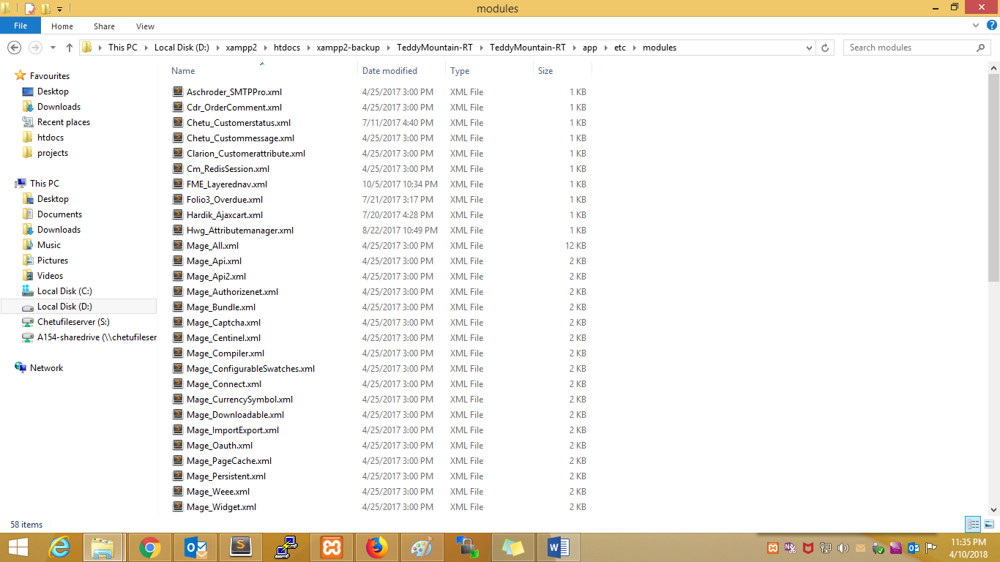 modules
File Home Share View
This PC Local Disk (D:) xampp2 htdocs xampp2-backup TeddyMountain-RT TeddyMountain-RT app etc modules
Search modules
Favourites
Desktop
Downloads
Recent places
htdocs
projects
This PC
Desktop
Documents
Downloads
Music
Pictures
Videos
Local Disk (C:)
Local Disk (D:)
Chetufileserver (S:)
A154-sharedrive (\\chetufileser
Network
Name Date modified Type Size
Aschroder_SMTPPro.xml 4/25/2017 3:00 PM XML File 1 KB
Cdr_OrderComment.xml 4/25/2017 3:00 PM XML File 1 KB
Chetu_Customerstatus.xml 7/11/2017 4:40 PM XML File 1 KB
Chetu_Custommessage.xml 4/25/2017 3:00 PM XML File 1 KB
Clarion_Customerattribute.xml 4/25/2017 3:00 PM XML File 1 KB
Cm_RedisSession.xml 4/25/2017 3:00 PM XML File 1 KB
FME_Layerednav.xml 10/5/2017 10:34 PM XML File 1 KB
Folio3_Overdue.xml 7/21/2017 3:17 PM XML File 1 KB
Hardik_Ajaxcart.xml 7/20/2017 4:28 PM XML File 1 KB
Hwg_Attributemanager.xml 8/22/2017 10:49 PM XML File 1 KB
Mage_All.xml 4/25/2017 3:00 PM XML File 12 KB
Mage_Api.xml 4/25/2017 3:00 PM XML File 2 KB
Mage_Api2.xml 4/25/2017 3:00 PM XML File 2 KB
Mage_Authorizenet.xml 4/25/2017 3:00 PM XML File 2 KB
Mage_Bundle.xml 4/25/2017 3:00 PM XML File 2 KB
Mage_Captcha.xml 4/25/2017 3:00 PM XML File 2 KB
Mage_Centinel.xml 4/25/2017 3:00 PM XML File 2 KB
Mage_Compiler.xml 4/25/2017 3:00 PM XML File 2 KB
Mage_ConfigurableSwatches.xml 4/25/2017 3:00 PM XML File 2 KB
Mage_Connect.xml 4/25/2017 3:00 PM XML File 2 KB
Mage_CurrencySymbol.xml 4/25/2017 3:00 PM XML File 2 KB
Mage_Downloadable.xml 4/25/2017 3:00 PM XML File 2 KB
Mage_ImportExport.xml 4/25/2017 3:00 PM XML File 2 KB
Mage_Oauth.xml 4/25/2017 3:00 PM XML File 2 KB
Mage_PageCache.xml 4/25/2017 3:00 PM XML File 2 KB
Mage_Persistent.xml 4/25/2017 3:00 PM XML File 2 KB
Mage_Weee.xml 4/25/2017 3:00 PM XML File 2 KB
Mage_Widget.xml 4/25/2017 3:00 PM XML File 2 KB
58 items
11:35 PM
4/10/2018